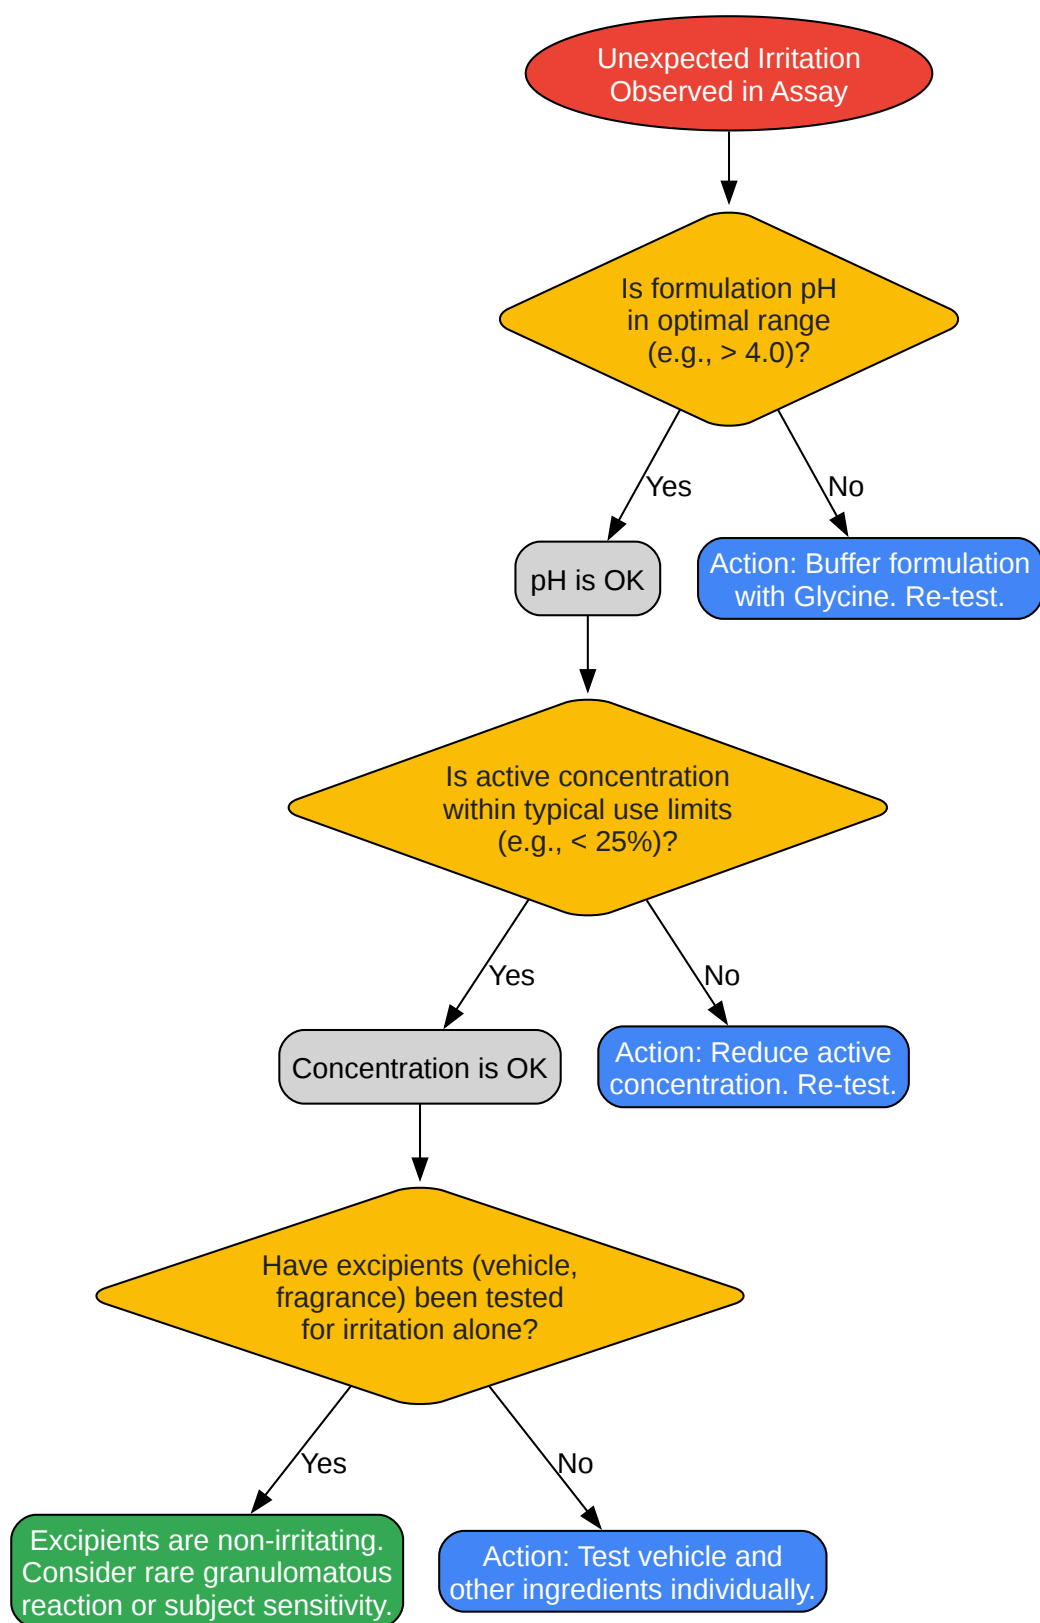 Unexpected Irritation
Observed in Assay
Is formulation pH
in optimal range
(e.g., > 4.0)?
Yes
No
pH is OK
Action: Buffer formulation
with Glycine. Re-test.
Is active concentration
within typical use limits
(e.g., < 25%)?
Yes
No
Concentration is OK
Action: Reduce active
concentration. Re-test.
Have excipients (vehicle,
fragrance) been tested
for irritation alone?
Yes
No
Excipients are non-irritating.
Consider rare granulomatous
reaction or subject sensitivity.
Action: Test vehicle and
other ingredients individually.